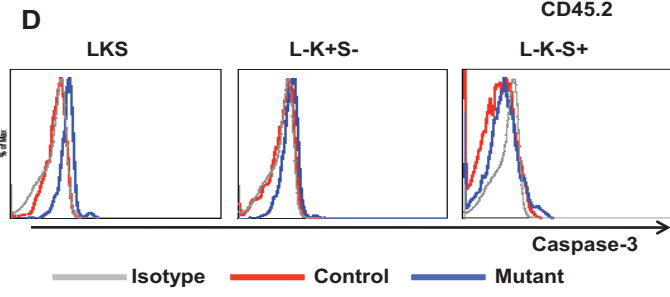 D
CD45.2
LKS
L-K+S-
L-K-S+
% of Max
Caspase-3
Isotype
Control
Mutant